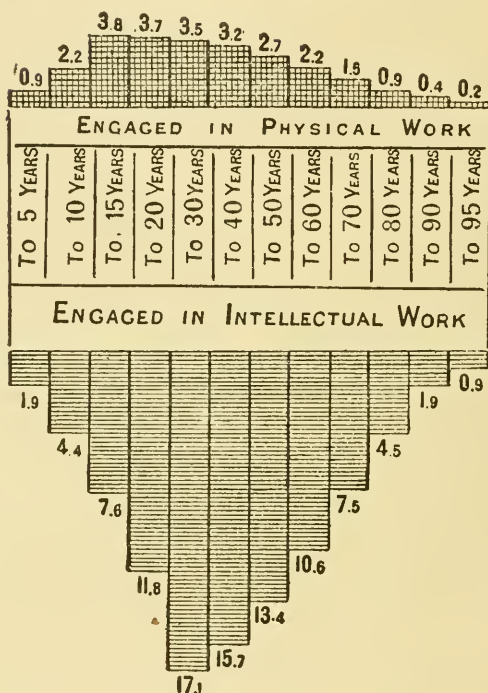 0.9 2.2 3.8 3.7 3.5 3.2 2.7 2.2 1.5 0.9 0.4 0.2
ENGAGED IN PHYSICAL WORK
TO 5 YEARS
TO 10 YEARS
TO. 15 YEARS
TO 20 YEARS
TO 30 YEARS
TO 40 YEARS
TO 50 YEARS
TO 60 YEARS
TO 70 YEARS
TO 80 YEARS
TO 90 YEARS
TO 95 YEARS
ENGAGED IN INTELLECTUAL WORK
1.9 4.4 7.6 11.8 17.1 15.7 13.4 10.6 7.5 4.5 1.9 0.9